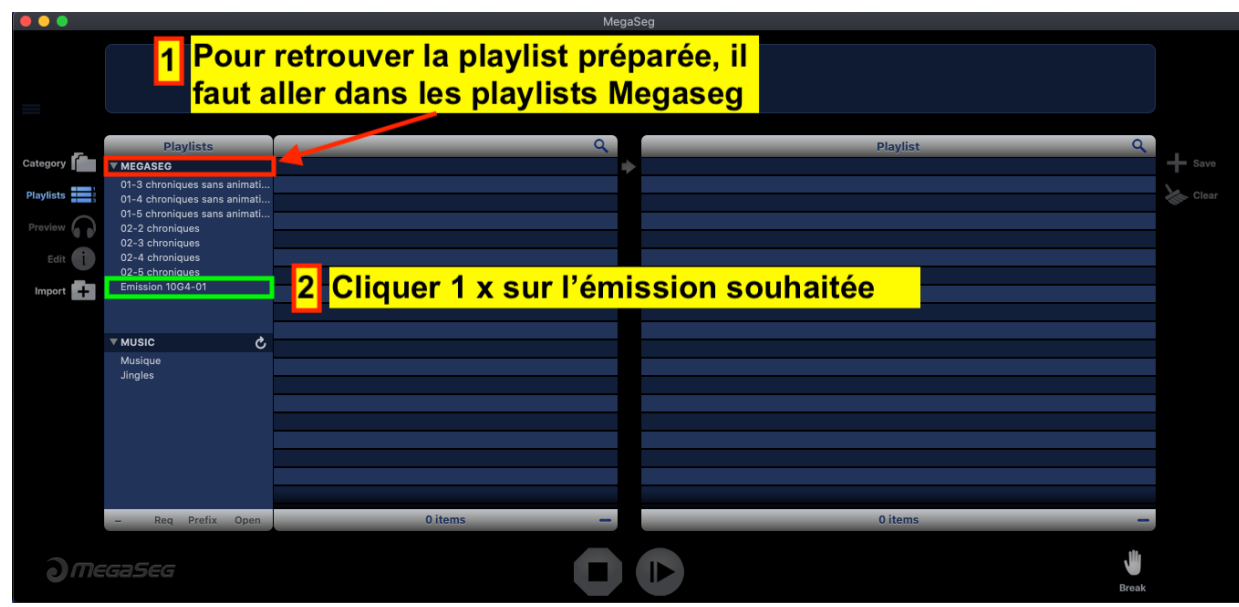 MegaSeg
1 Pour retrouver la playlist préparée, il
faut aller dans les playlists Megaseg
Playlists
Playlist
Category
Playlists
Preview
Edit
Import
MEGASEG
01-3 chroniques sans animati...
01-4 chroniques sans animati...
01-5 chroniques sans animati...
02-2 chroniques
02-3 chroniques
02-4 chroniques
02-5 chroniques
Emission 10G4-01
2 Cliquer 1 x sur l'émission souhaitée
MUSIC
Musique
Jingles
Save
Clear
– Req Prefix Open
0 items
0 items
MegaSeg
Break